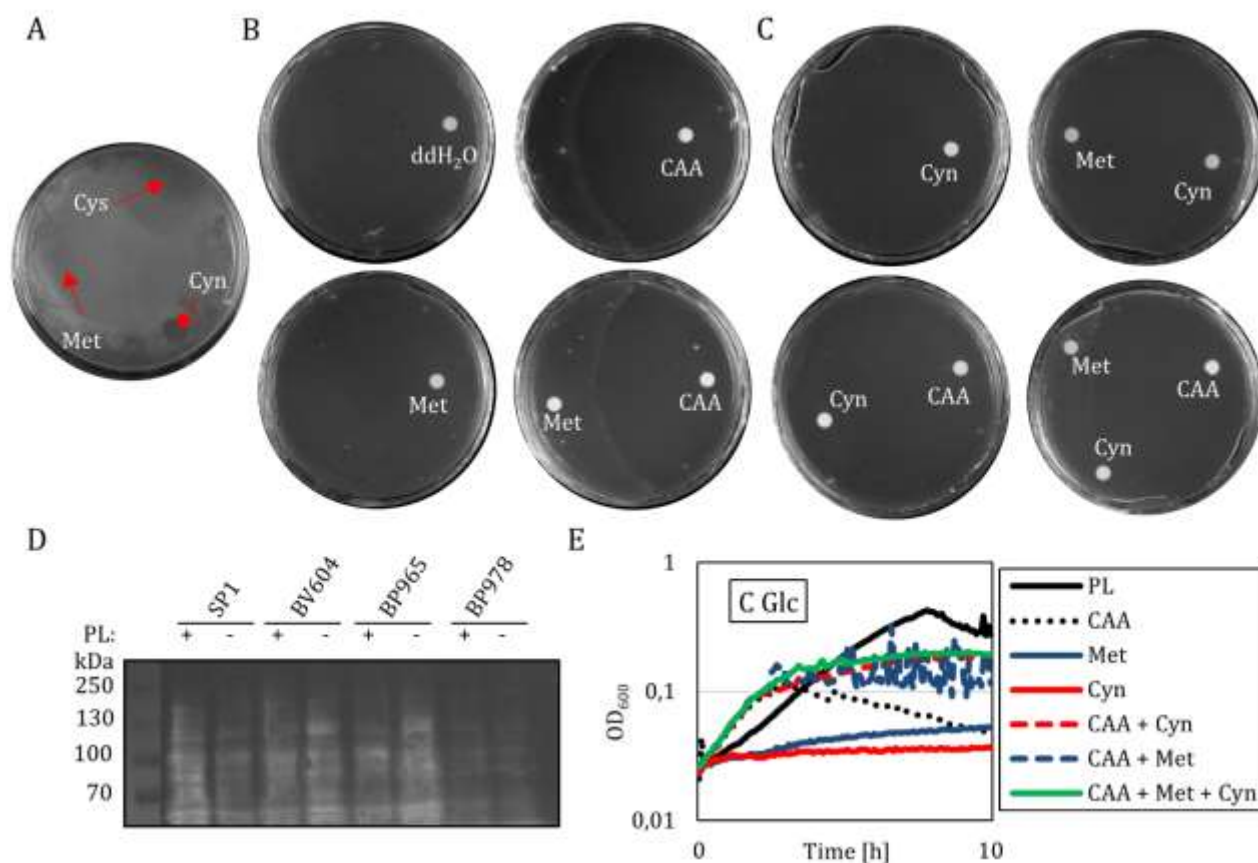 A
B
C
Cys
Cyn
Met
ddH₂O
CAA
Cyn
Met
Cyn
Met
Met
CAA
Cyn
CAA
Met
CAA
Cyn
D
E
SP1
BV604
BP965
BP978
PL: + - + - + - + -
kDa
250
130
100
70
1
0,1
0,01
OD₆₀₀
C Glc
0
Time [h]
10
PL
CAA
Met
Cyn
CAA + Cyn
CAA + Met
CAA + Met + Cyn